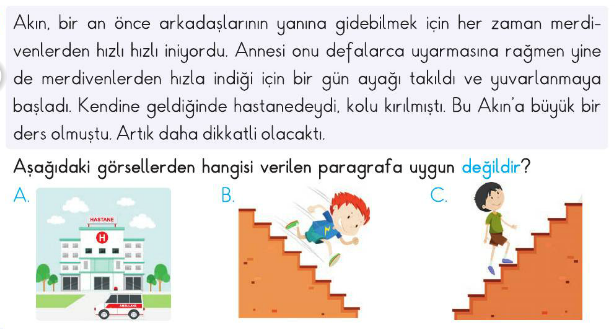 Akın, bir an önce arkadaşlarının yanına gidebilmek için her zaman merdi-
venlerden hızlı hızlı iniyordu. Annesi onu defalarca uyarmasına rağmen yine
de merdivenlerden hızla indiği için bir gün ayağı takıldı ve yuvarlanmaya
başladı. Kendine geldiğinde hastanedeydi, kolu kırılmıştı. Bu Akın'a büyük bir
ders olmuştu. Artık daha dikkatli olacaktı.
Aşağıdaki görsellerden hangisi verilen paragrafa uygun değildir?
A. B. C.
HASTANE
H
AMBULANS